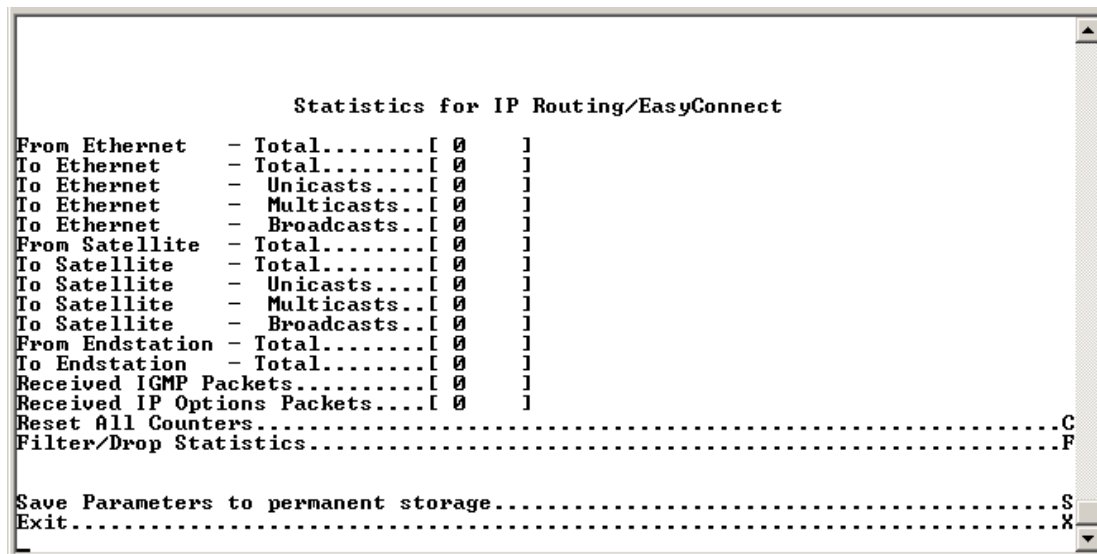 Statistics for IP Routing/EasyConnect
From Ethernet   - Total........[ 0    ]
To Ethernet     - Total........[ 0    ]
To Ethernet     -  Unicasts....[ 0    ]
To Ethernet     -  Multicasts..[ 0    ]
To Ethernet     -  Broadcasts..[ 0    ]
From Satellite  - Total........[ 0    ]
To Satellite    - Total........[ 0    ]
To Satellite    -  Unicasts....[ 0    ]
To Satellite    -  Multicasts..[ 0    ]
To Satellite    -  Broadcasts..[ 0    ]
From Endstation - Total........[ 0    ]
To Endstation   - Total........[ 0    ]
Received IGMP Packets..........[ 0    ]
Received IP Options Packets....[ 0    ]
Reset All Counters.............................................................C
Filter/Drop Statistics.........................................................F
Save Parameters to permanent storage...........................................S
Exit...........................................................................X